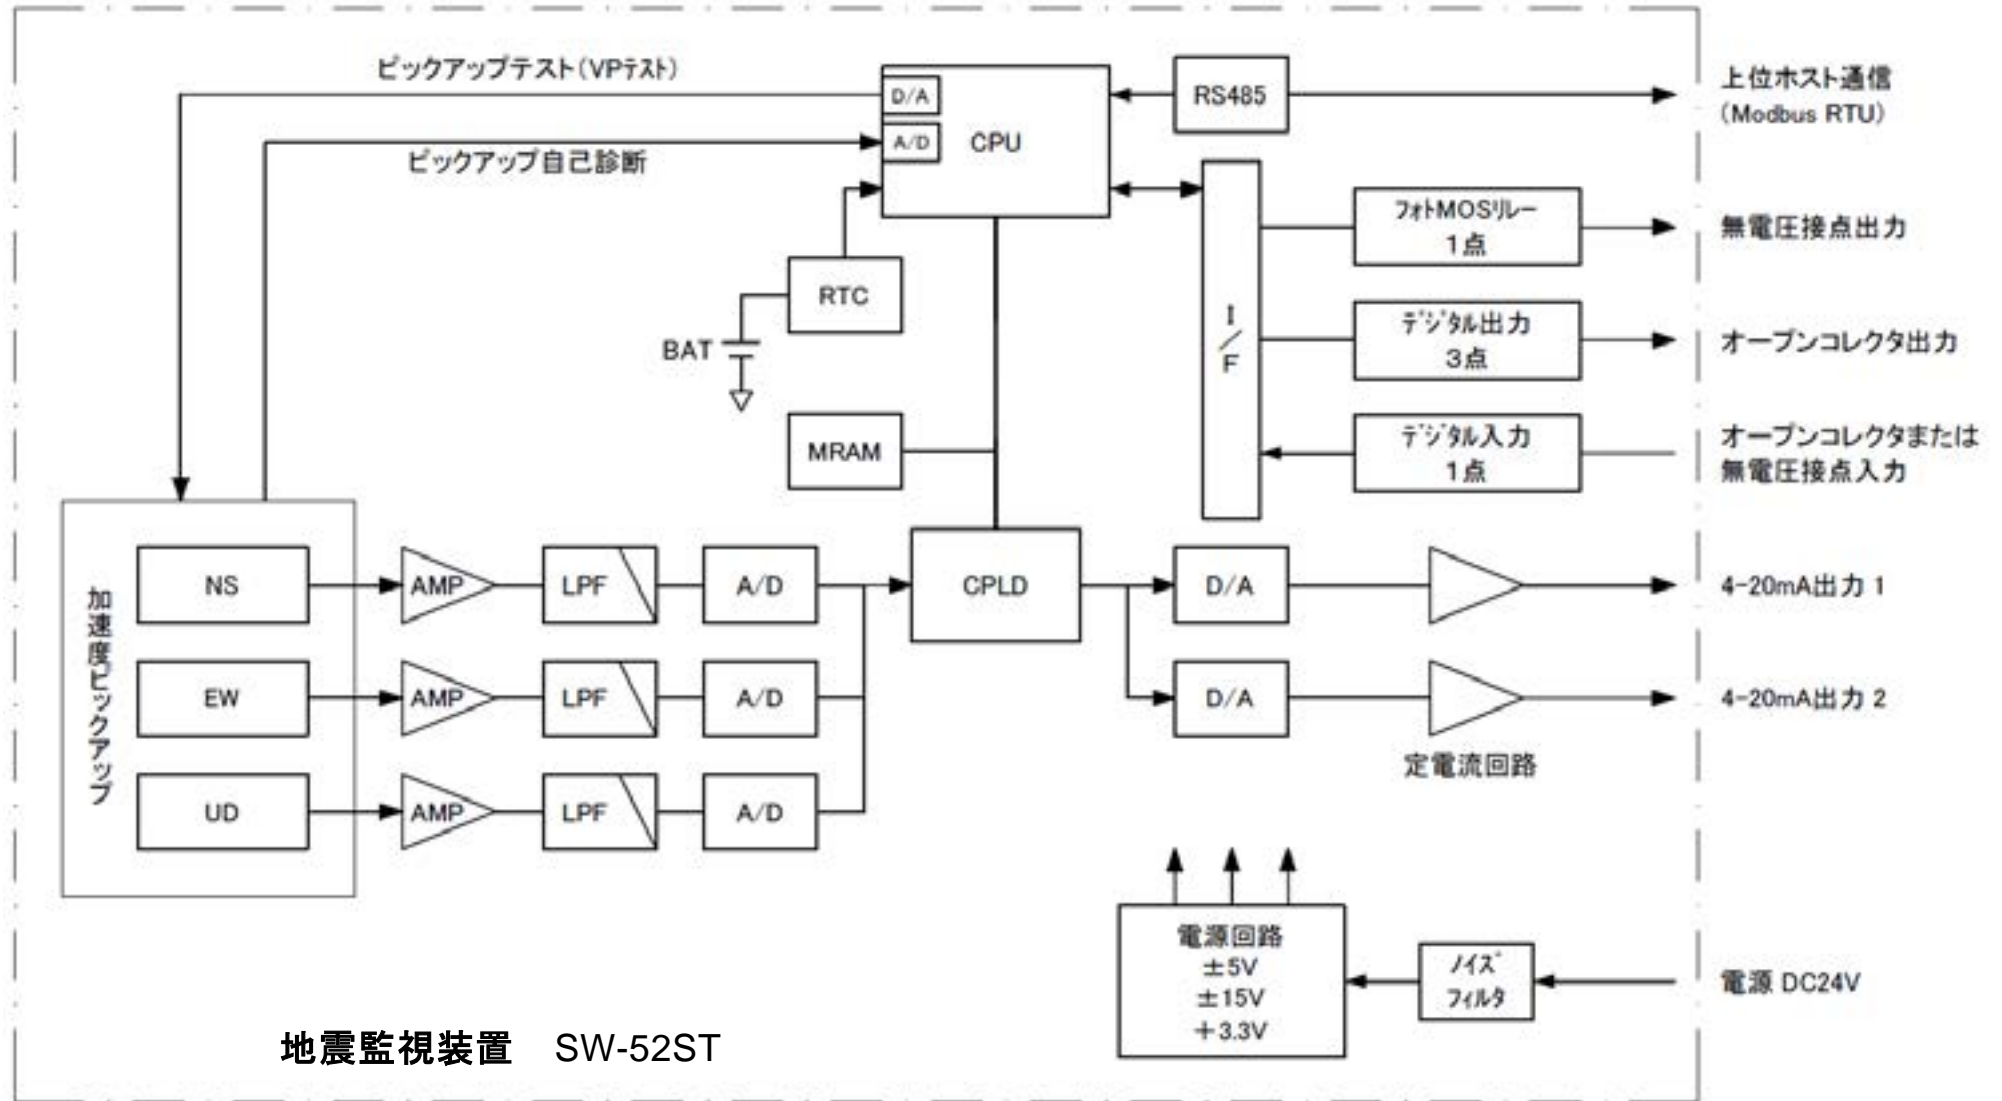 ピックアップテスト(VPテスト)
D/A
A/D
CPU
RS485
上位ホスト通信
(Modbus RTU)
ピックアップ自己診断
フォトMOSリレー
1点
無電圧接点出力
RTC
BAT
I/F
デジタル出力
3点
オープンコレクタ出力
MRAM
デジタル入力
1点
オープンコレクタまたは
無電圧接点入力
加速度ピックアップ
NS
AMP
LPF
A/D
CPLD
D/A
4-20mA出力 1
EW
AMP
LPF
A/D
D/A
4-20mA出力 2
定電流回路
UD
AMP
LPF
A/D
電源回路
±5V
±15V
+3.3V
ノイズ
フィルタ
電源 DC24V
地震監視装置 SW-52ST